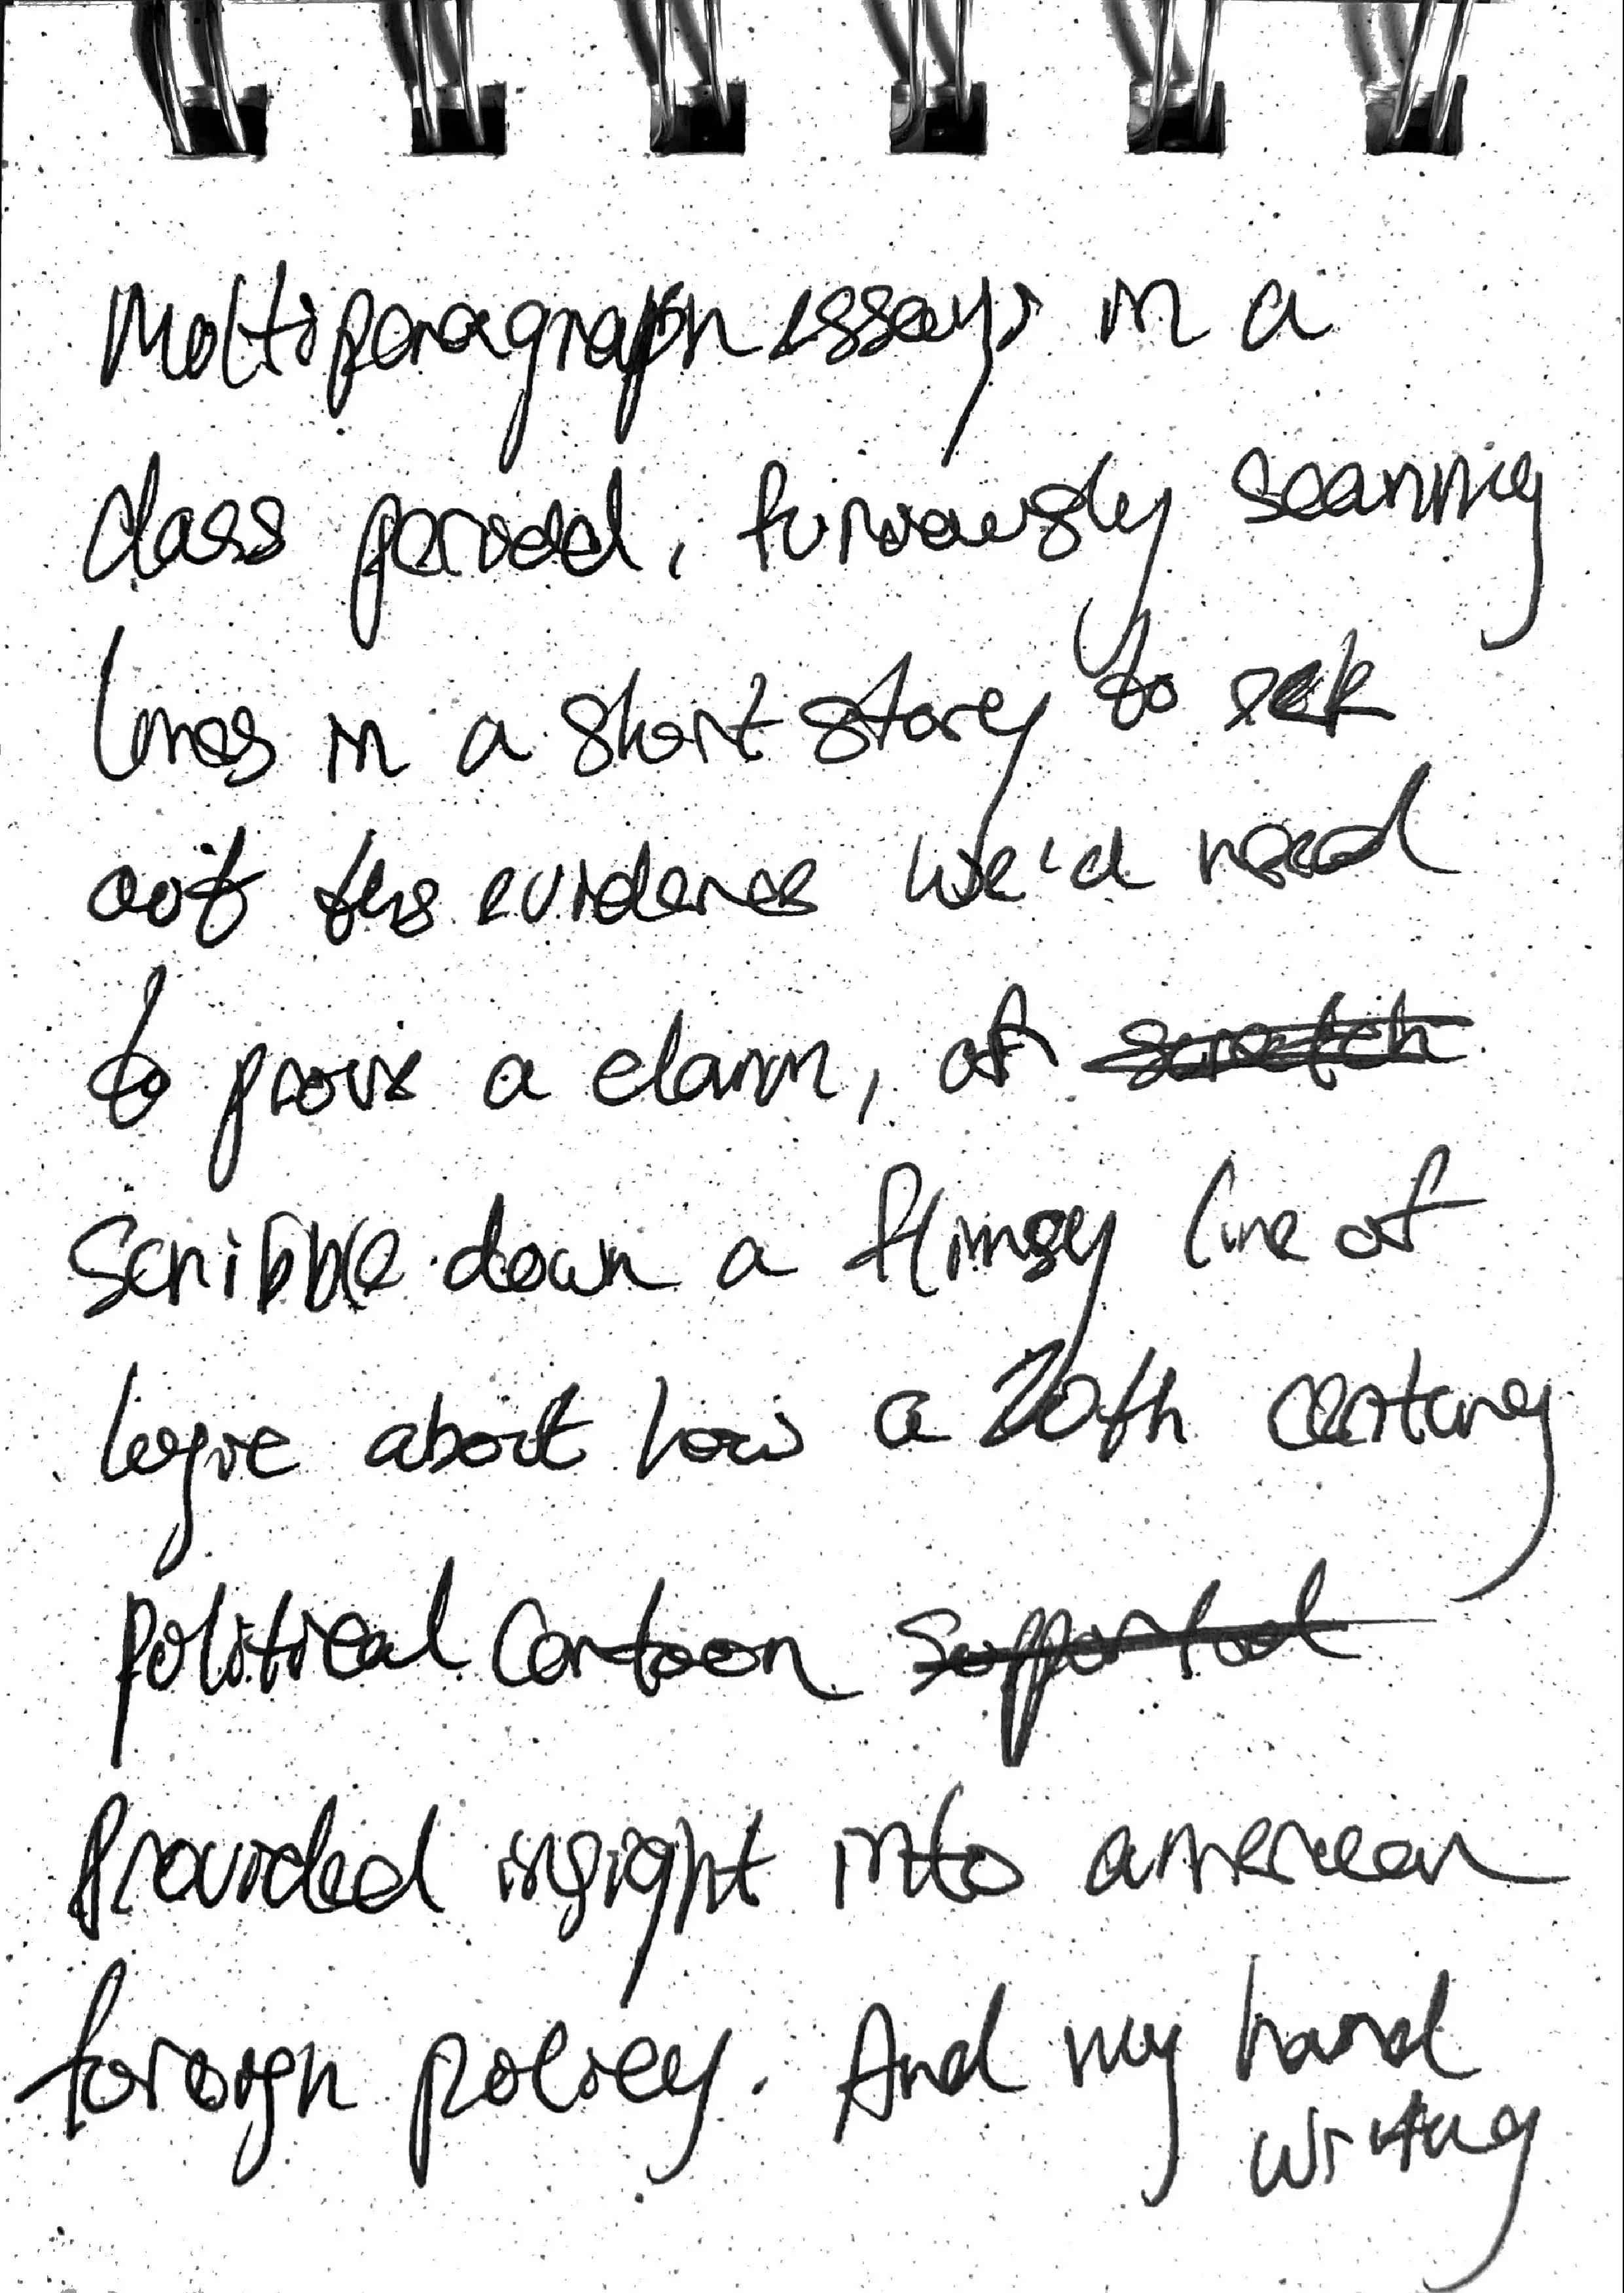 Multiparagraph essays in a
class period, furiously scanning
lines in a short story to seek
out the evidence we'd need
to prove a claim, of scratch
scribble down a flimsy line of
logic about how a 20th century
political cartoon supported
provided insight into american
foreign policy. And my hand
writing